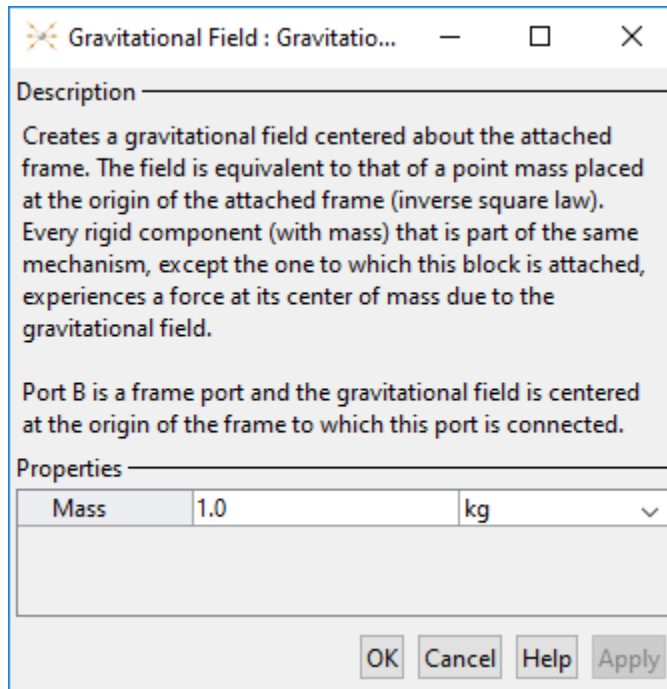 Gravitational Field : Gravitatio...
Description
Creates a gravitational field centered about the attached
frame. The field is equivalent to that of a point mass placed
at the origin of the attached frame (inverse square law).
Every rigid component (with mass) that is part of the same
mechanism, except the one to which this block is attached,
experiences a force at its center of mass due to the
gravitational field.
Port B is a frame port and the gravitational field is centered
at the origin of the frame to which this port is connected.
Properties
Mass 1.0 kg
OK Cancel Help Apply